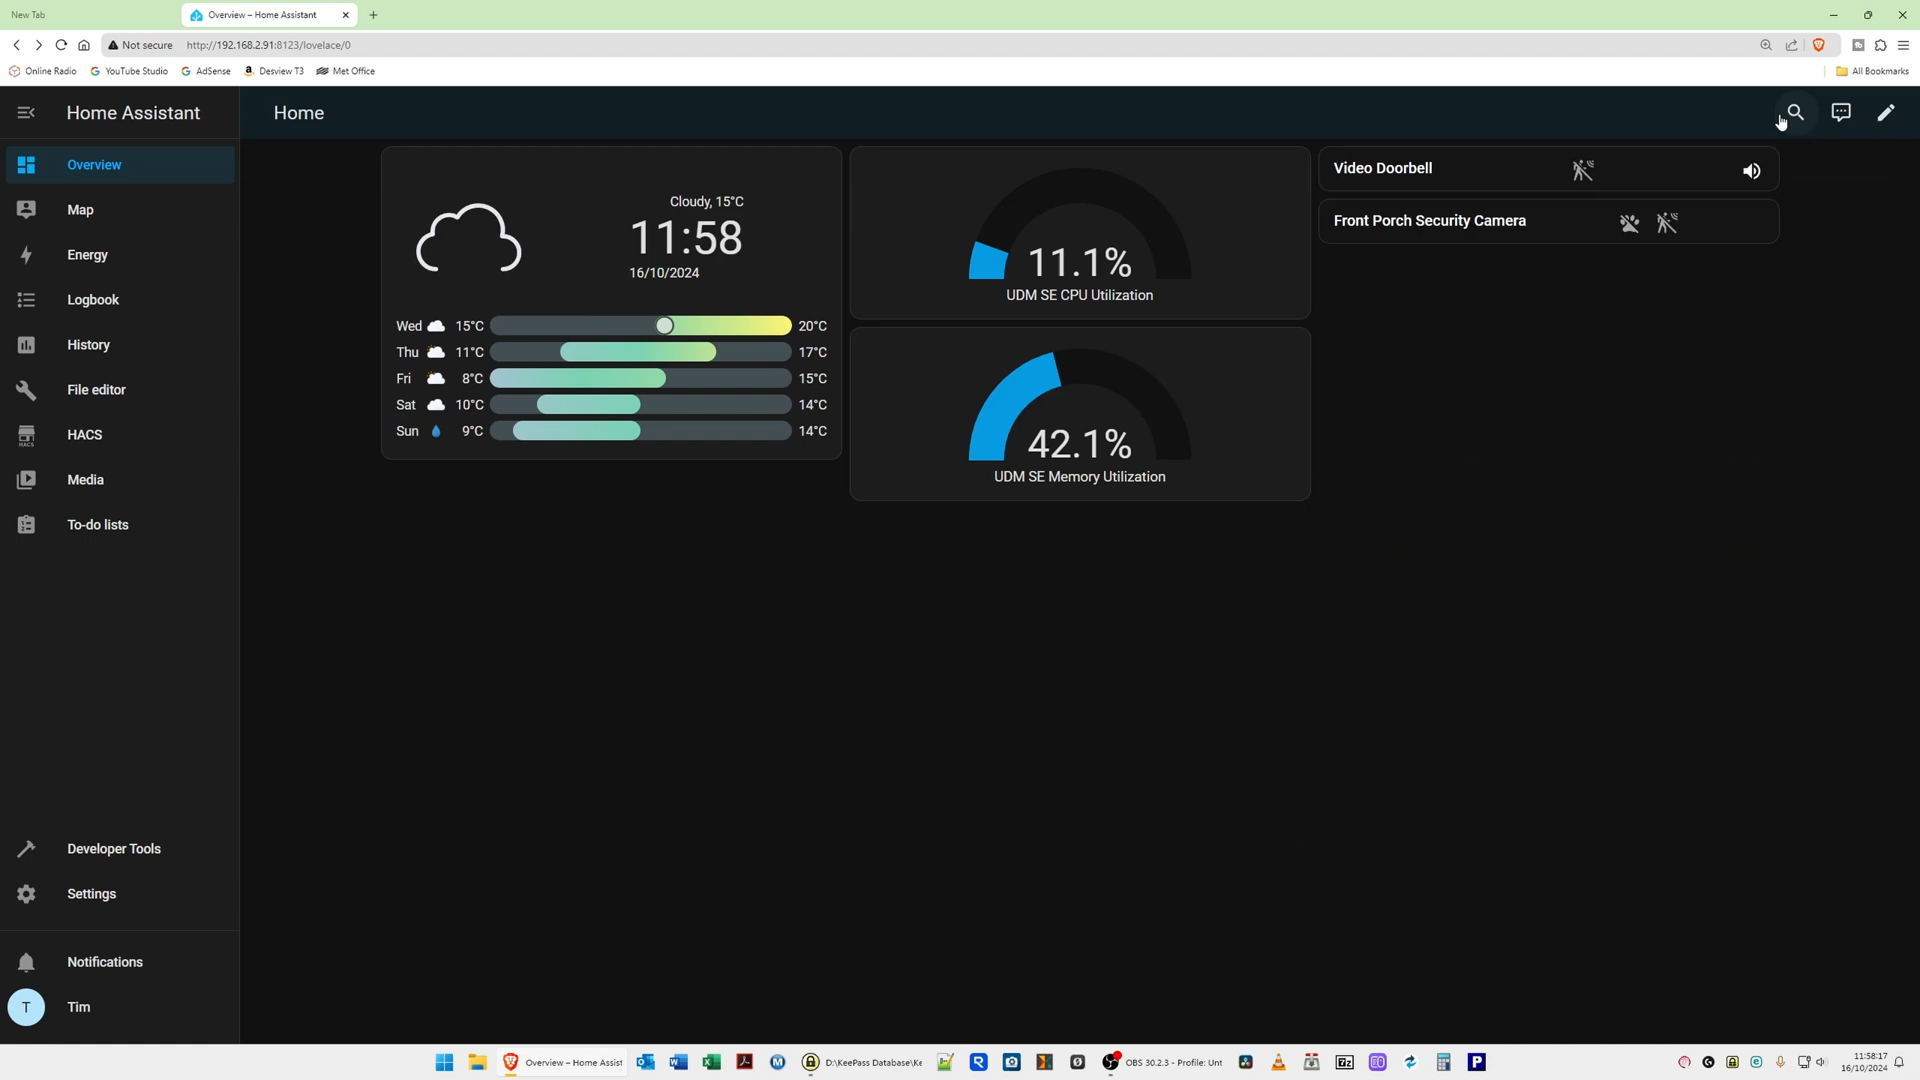 New Tab
Overview – Home Assistant
Not secure
http://192.168.2.91:8123/lovelace/0
Online Radio
YouTube Studio
AdSense
Desview T3
Met Office
All Bookmarks
Home Assistant
Home
Overview
Map
Energy
Logbook
History
File editor
HACS
HACS
Media
To-do lists
Developer Tools
Settings
Notifications
T
Tim
Cloudy, 15°C
11:58
16/10/2024
Wed 15°C 20°C
Thu 11°C 17°C
Fri 8°C 15°C
Sat 10°C 14°C
Sun 9°C 14°C
11.1%
UDM SE CPU Utilization
42.1%
UDM SE Memory Utilization
Video Doorbell
Front Porch Security Camera
Overview – Home Assist
D:\KeePass Database\Ke
OBS 30.2.3 - Profile: Unt
7z
P
11:58:17
16/10/2024